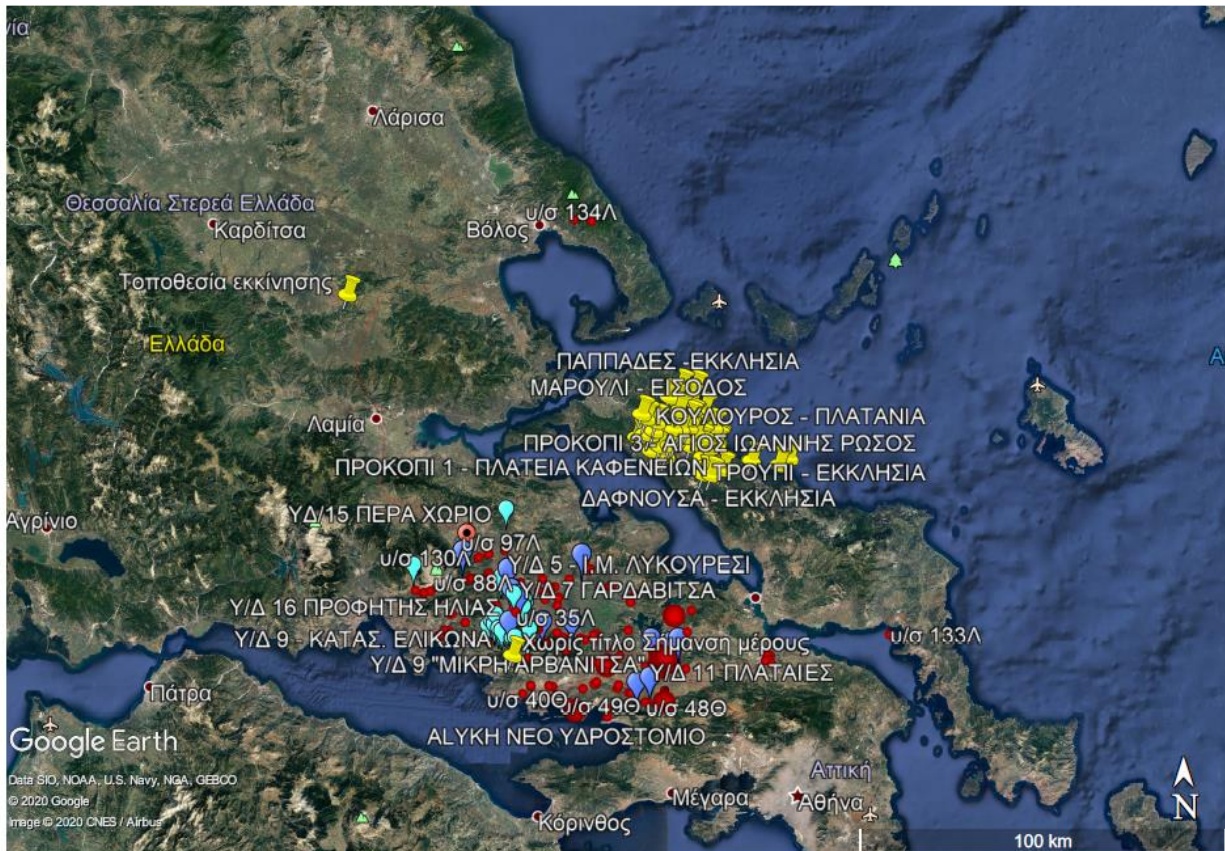 νία
Λάρισα
Θεσσαλία Στερεά Ελλάδα
Καρδίτσα
υ/σ 134Λ
Βόλος
Τοποθεσία εκκίνησης
Ελλάδα
ΠΑΠΠΑΔΕΣ -ΕΚΚΛΗΣΙΑ
ΜΑΡΟΥΛΙ - ΕΙΣΟΔΟΣ
ΚΟΥΛΟΥΡΟΣ - ΠΛΑΤΑΝΙΑ
Λαμία
ΠΡΟΚΟΠΙ 3 - ΑΓΙΟΣ ΙΩΑΝΝΗΣ ΡΩΣΟΣ
ΠΡΟΚΟΠΙ 1 - ΠΛΑΤΕΙΑ ΚΑΦΕΝΕΙΩΝ
ΤΡΟΥΠΙ - ΕΚΚΛΗΣΙΑ
ΔΑΦΝΟΥΣΑ - ΕΚΚΛΗΣΙΑ
Αγρίνιο
ΥΔ/15 ΠΕΡΑ ΧΩΡΙΟ
υ/σ 97Λ
υ/σ 130Λ
Υ/Δ 5 - Ι.Μ. ΛΥΚΟΥΡΕΣΙ
υ/σ 88Λ
Υ/Δ 7 ΓΑΡΔΑΒΙΤΣΑ
Υ/Δ 16 ΠΡΟΦΗΤΗΣ ΗΛΙΑΣ
υ/σ 35Λ
Υ/Δ 9 - ΚΑΤΑΣ. ΕΛΙΚΩΝΑ
Χωρίς τίτλο Σήμανση μέρους
υ/σ 133Λ
Υ/Δ 9 "ΜΙΚΡΗ ΑΡΒΑΝΙΤΣΑ"
Υ/Δ 11 ΠΛΑΤΑΙΕΣ
Πάτρα
υ/σ 40Θ
υ/σ 49Θ
υ/σ 48Θ
ALYKH ΝΕΟ ΥΔΡΟΣΤΟΜΙΟ
Google Earth
Αττική
Data SIO, NOAA, U.S. Navy, NGA, GEBCO
© 2020 Google
Image © 2020 CNES / Airbus
Μέγαρα
Αθήνα
Κόρινθος
N
100 km